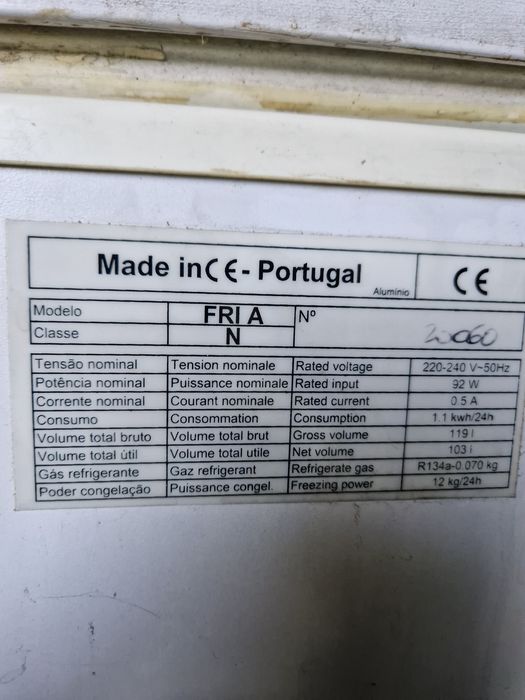 Made in CE - Portugal
Alumínio
CE
Modelo FRI A Nº
Classe N 20060
Tensão nominal Tension nominale Rated voltage 220-240 V~50Hz
Potência nominal Puissance nominale Rated input 92 W
Corrente nominal Courant nominale Rated current 0.5 A
Consumo Consommation Consumption 1.1 kwh/24h
Volume total bruto Volume total brut Gross volume 119 l
Volume total útil Volume total utile Net volume 103 l
Gás refrigerante Gaz refrigerant Refrigerate gas R134a-0.070 kg
Poder congelação Puissance congel. Freezing power 12 kg/24h